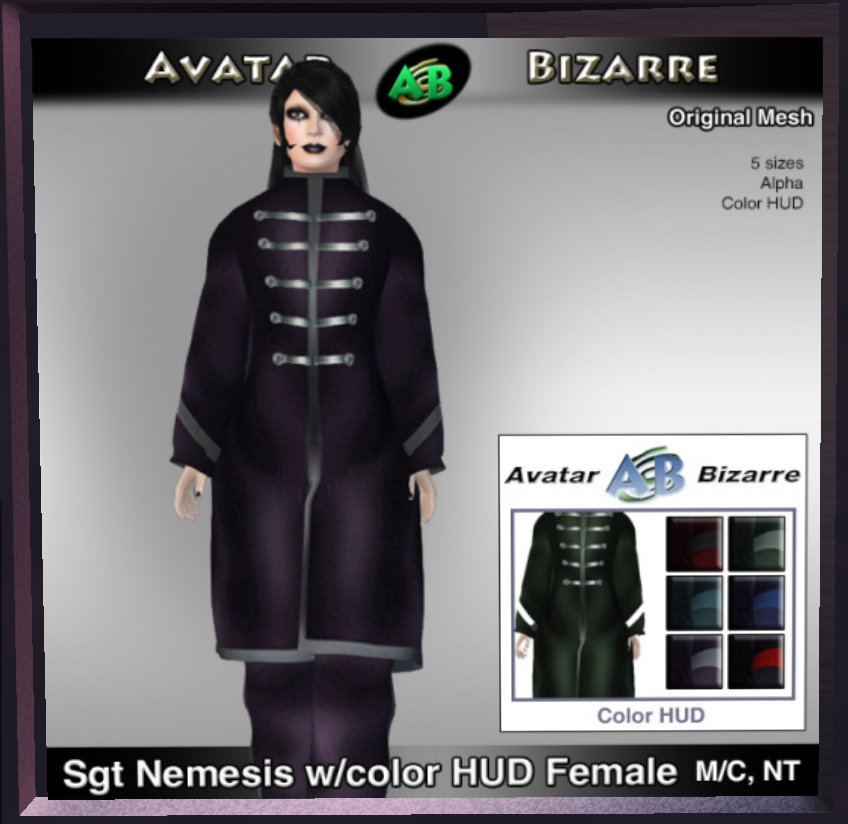 AVATAR BIZARRE
AB
Original Mesh
5 sizes
Alpha
Color HUD
Avatar AB Bizarre
Color HUD
Sgt Nemesis w/color HUD Female M/C, NT